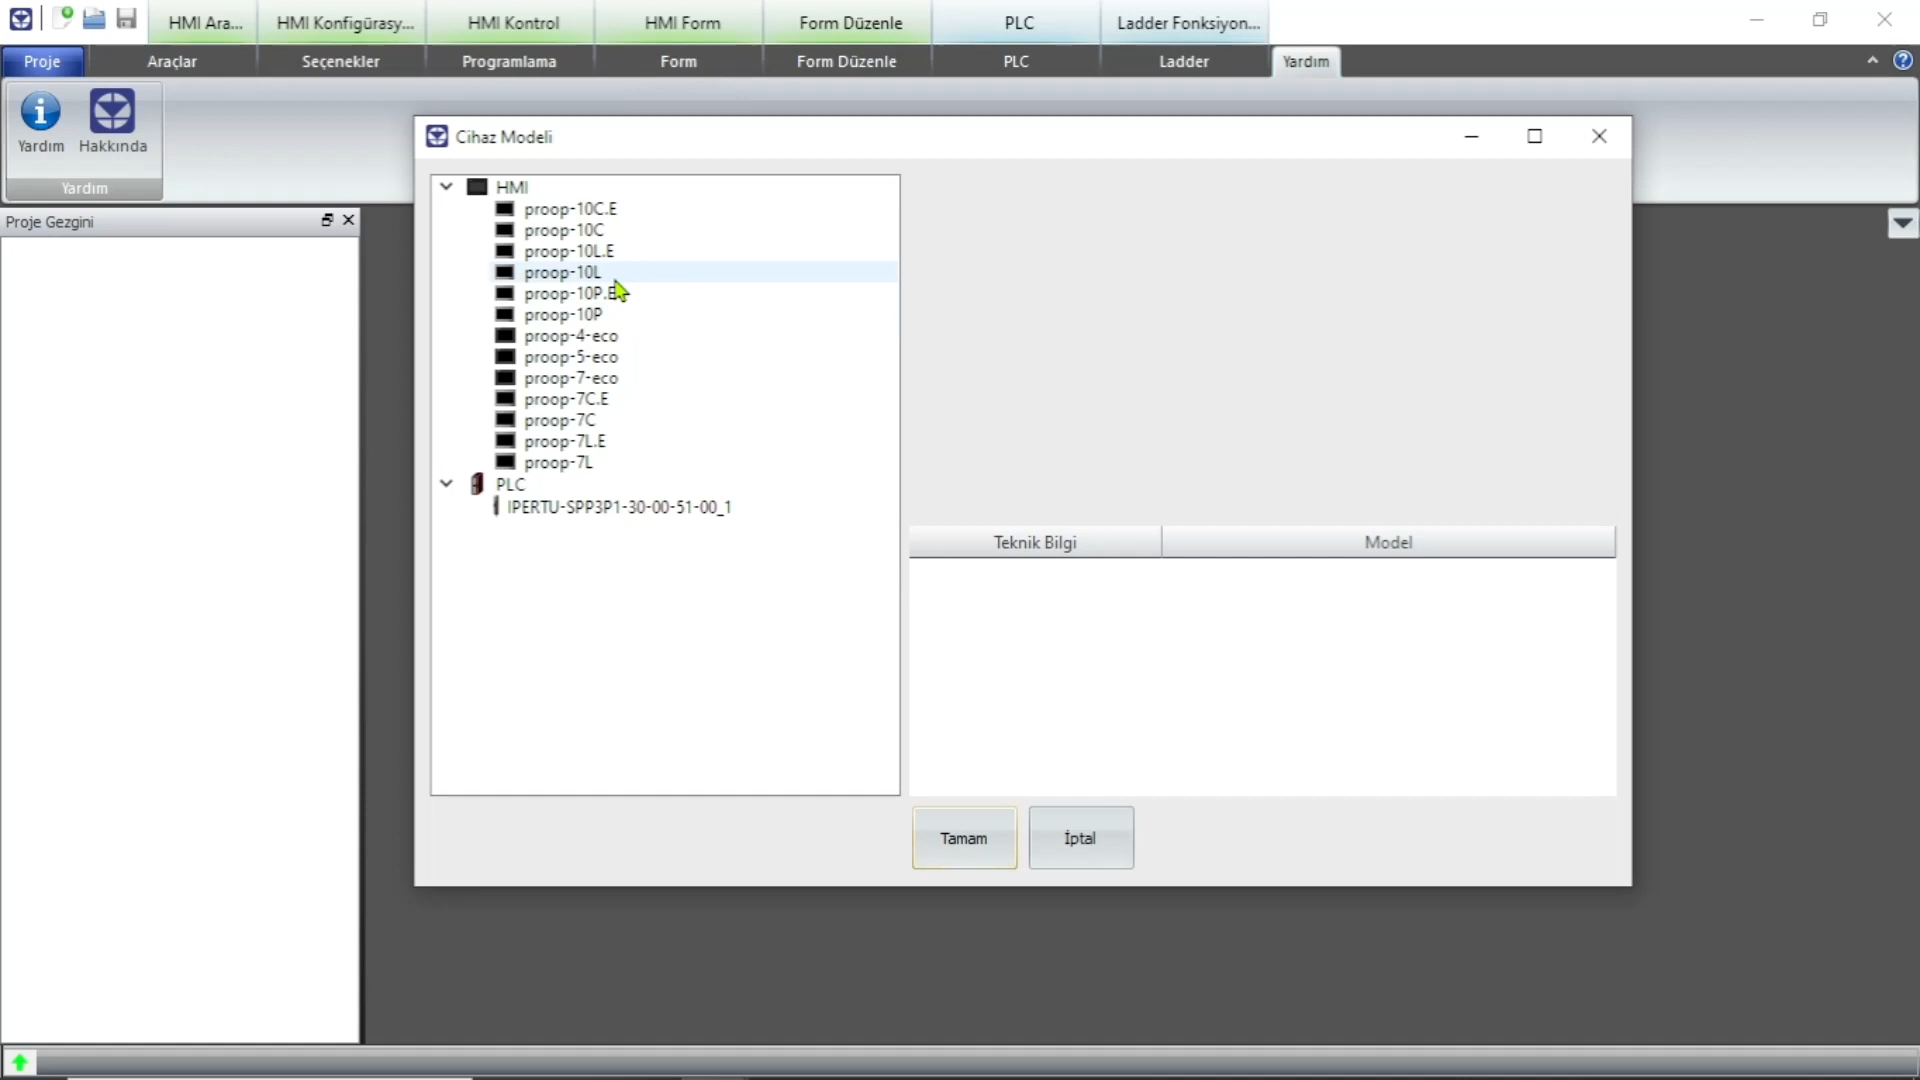 HMI Ara... HMI Konfigürasy... HMI Kontrol HMI Form Form Düzenle PLC Ladder Fonksiyon...
Proje Araçlar Seçenekler Programlama Form Form Düzenle PLC Ladder Yardım
Yardım Hakkında
Yardım
Proje Gezgini
Cihaz Modeli
HMI
proop-10C.E
proop-10C
proop-10L.E
proop-10L
proop-10P.E
proop-10P
proop-4-eco
proop-5-eco
proop-7-eco
proop-7C.E
proop-7C
proop-7L.E
proop-7L
PLC
IPERTU-SPP3P1-30-00-51-00_1
Teknik Bilgi Model
Tamam İptal